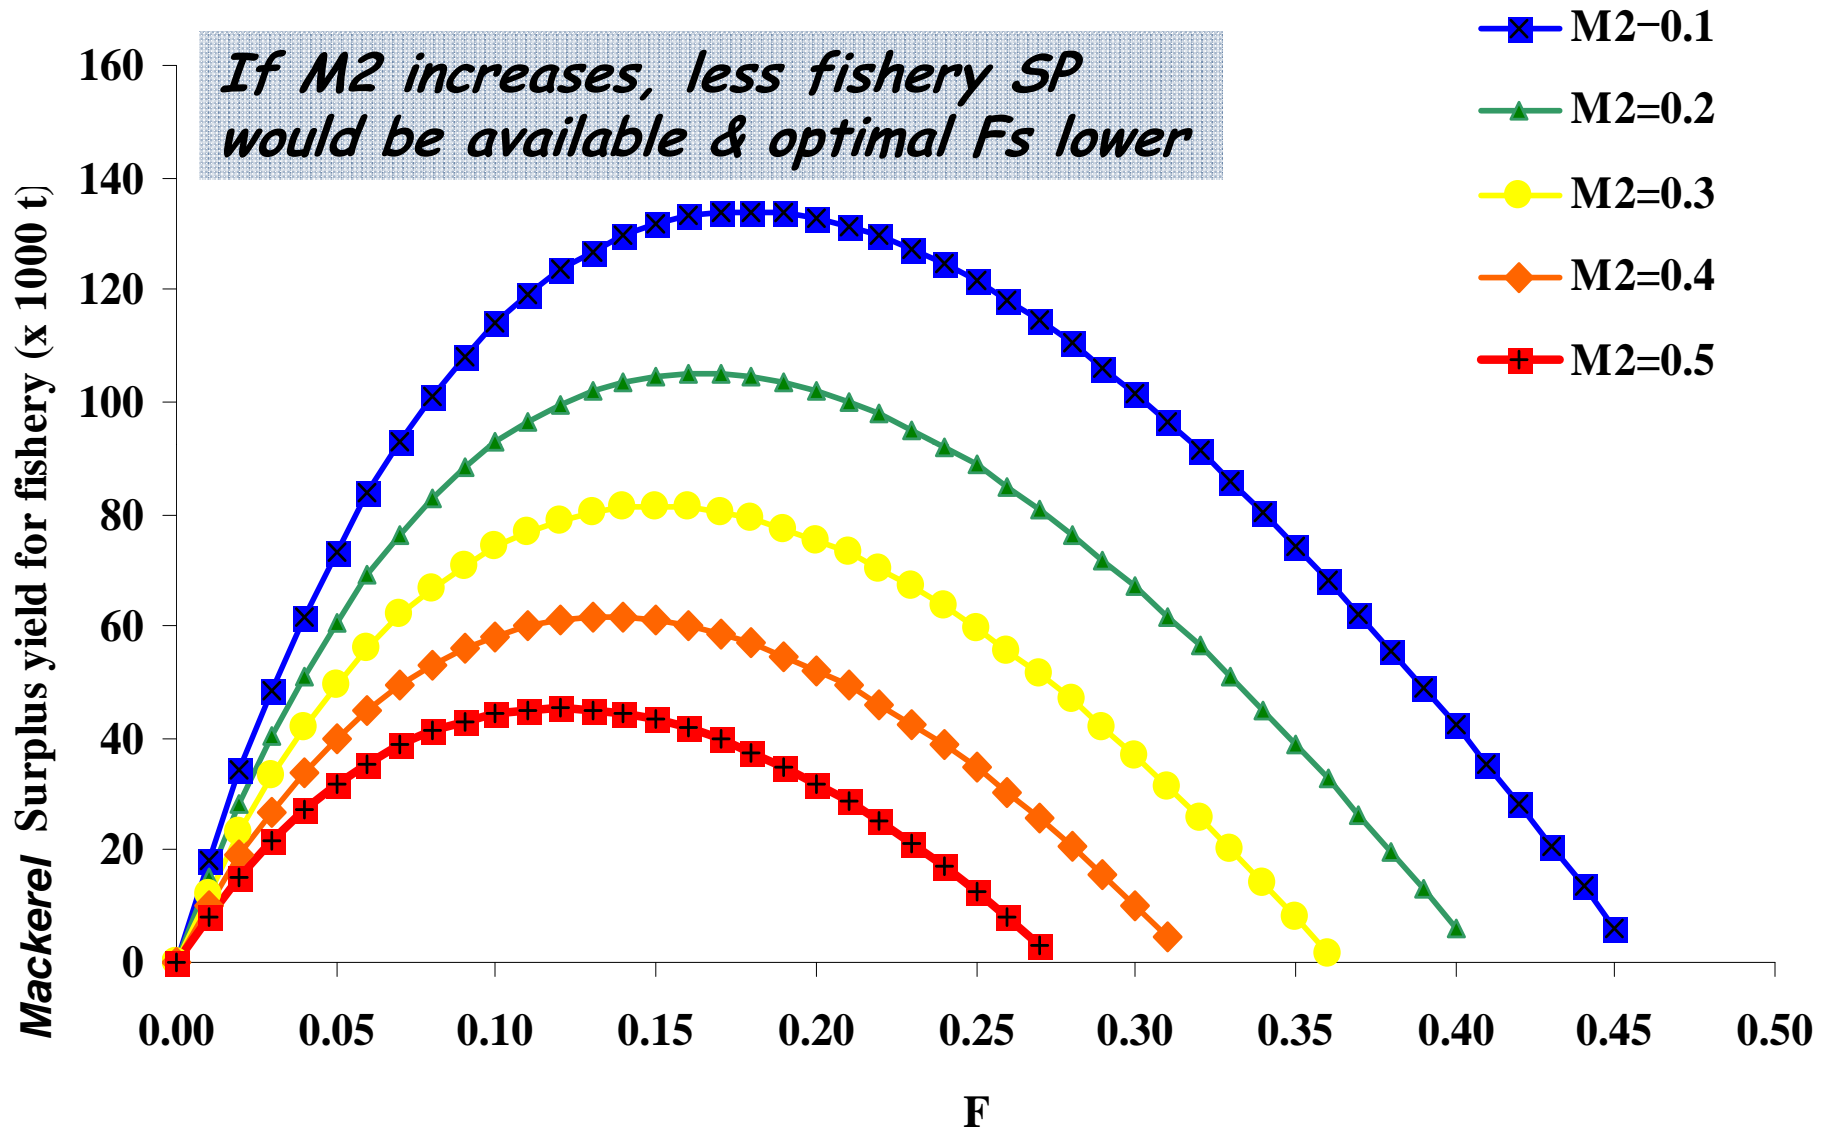 If M2 increases, less fishery SP
would be available & optimal Fs lower
M2=0.1
M2=0.2
M2=0.3
M2=0.4
M2=0.5
Mackerel Surplus yield for fishery (x 1000 t)
160
140
120
100
80
60
40
20
0
0.00 0.05 0.10 0.15 0.20 0.25 0.30 0.35 0.40 0.45 0.50
F